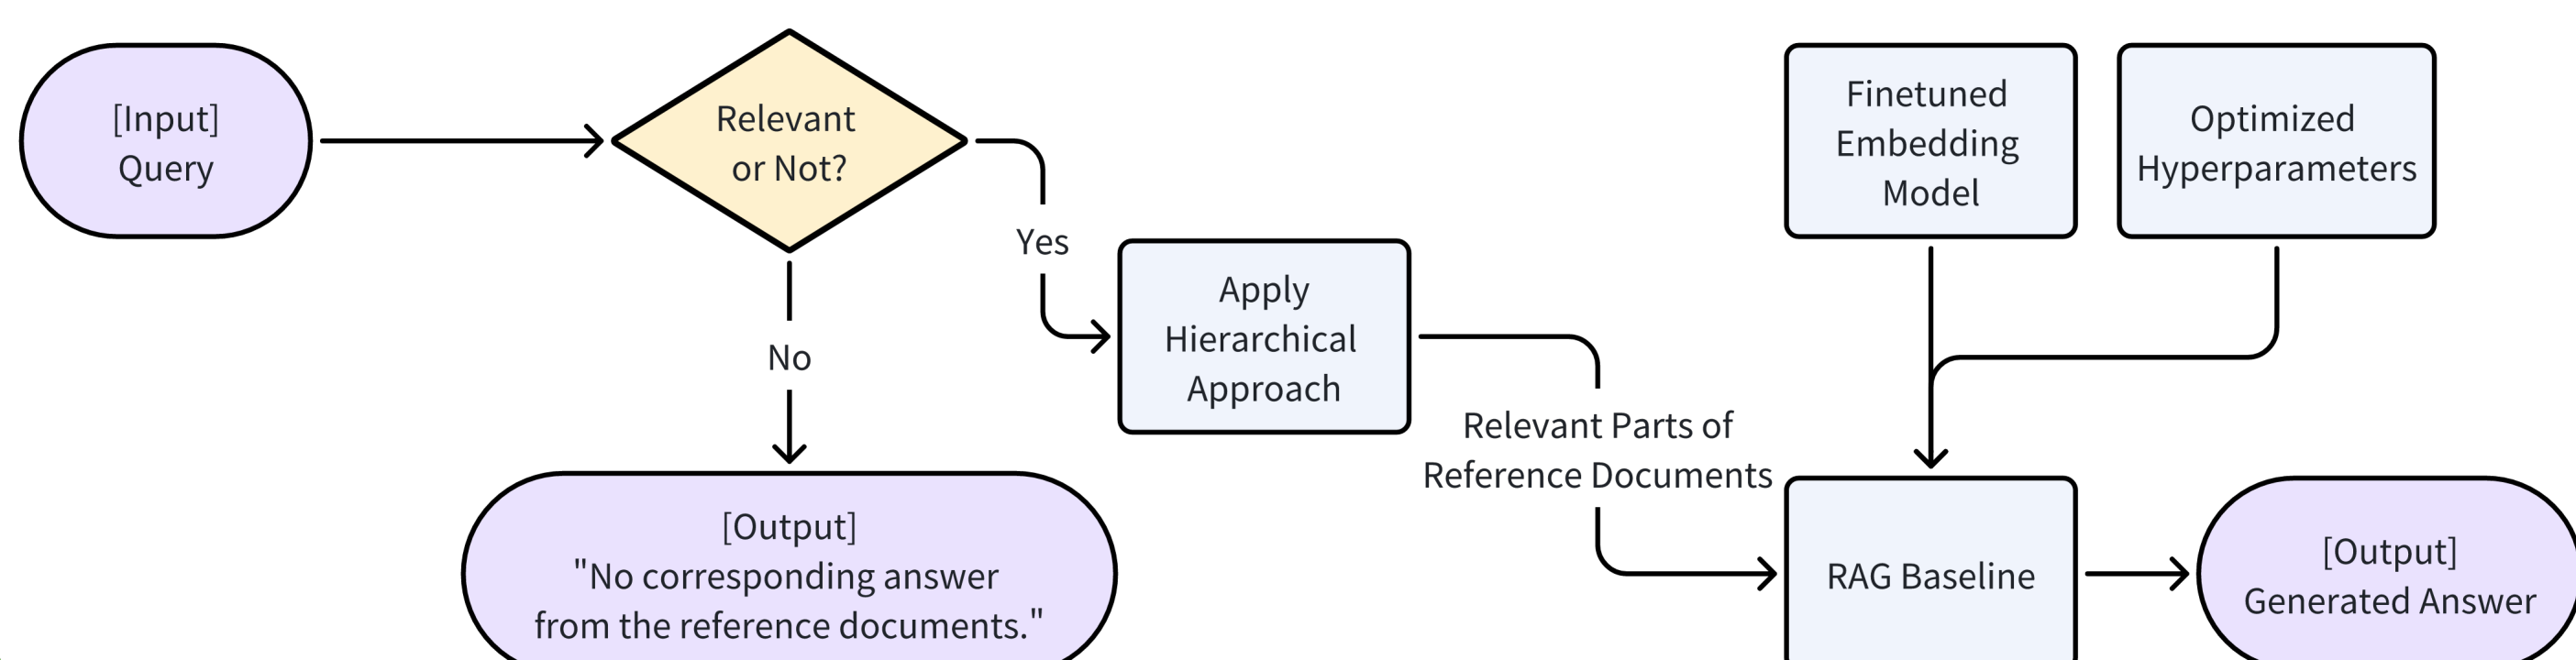 [Input]
Query
Relevant
or Not?
Yes
No
[Output]
"No corresponding answer
from the reference documents."
Apply
Hierarchical
Approach
Relevant Parts of
Reference Documents
Finetuned
Embedding
Model
Optimized
Hyperparameters
RAG Baseline
[Output]
Generated Answer